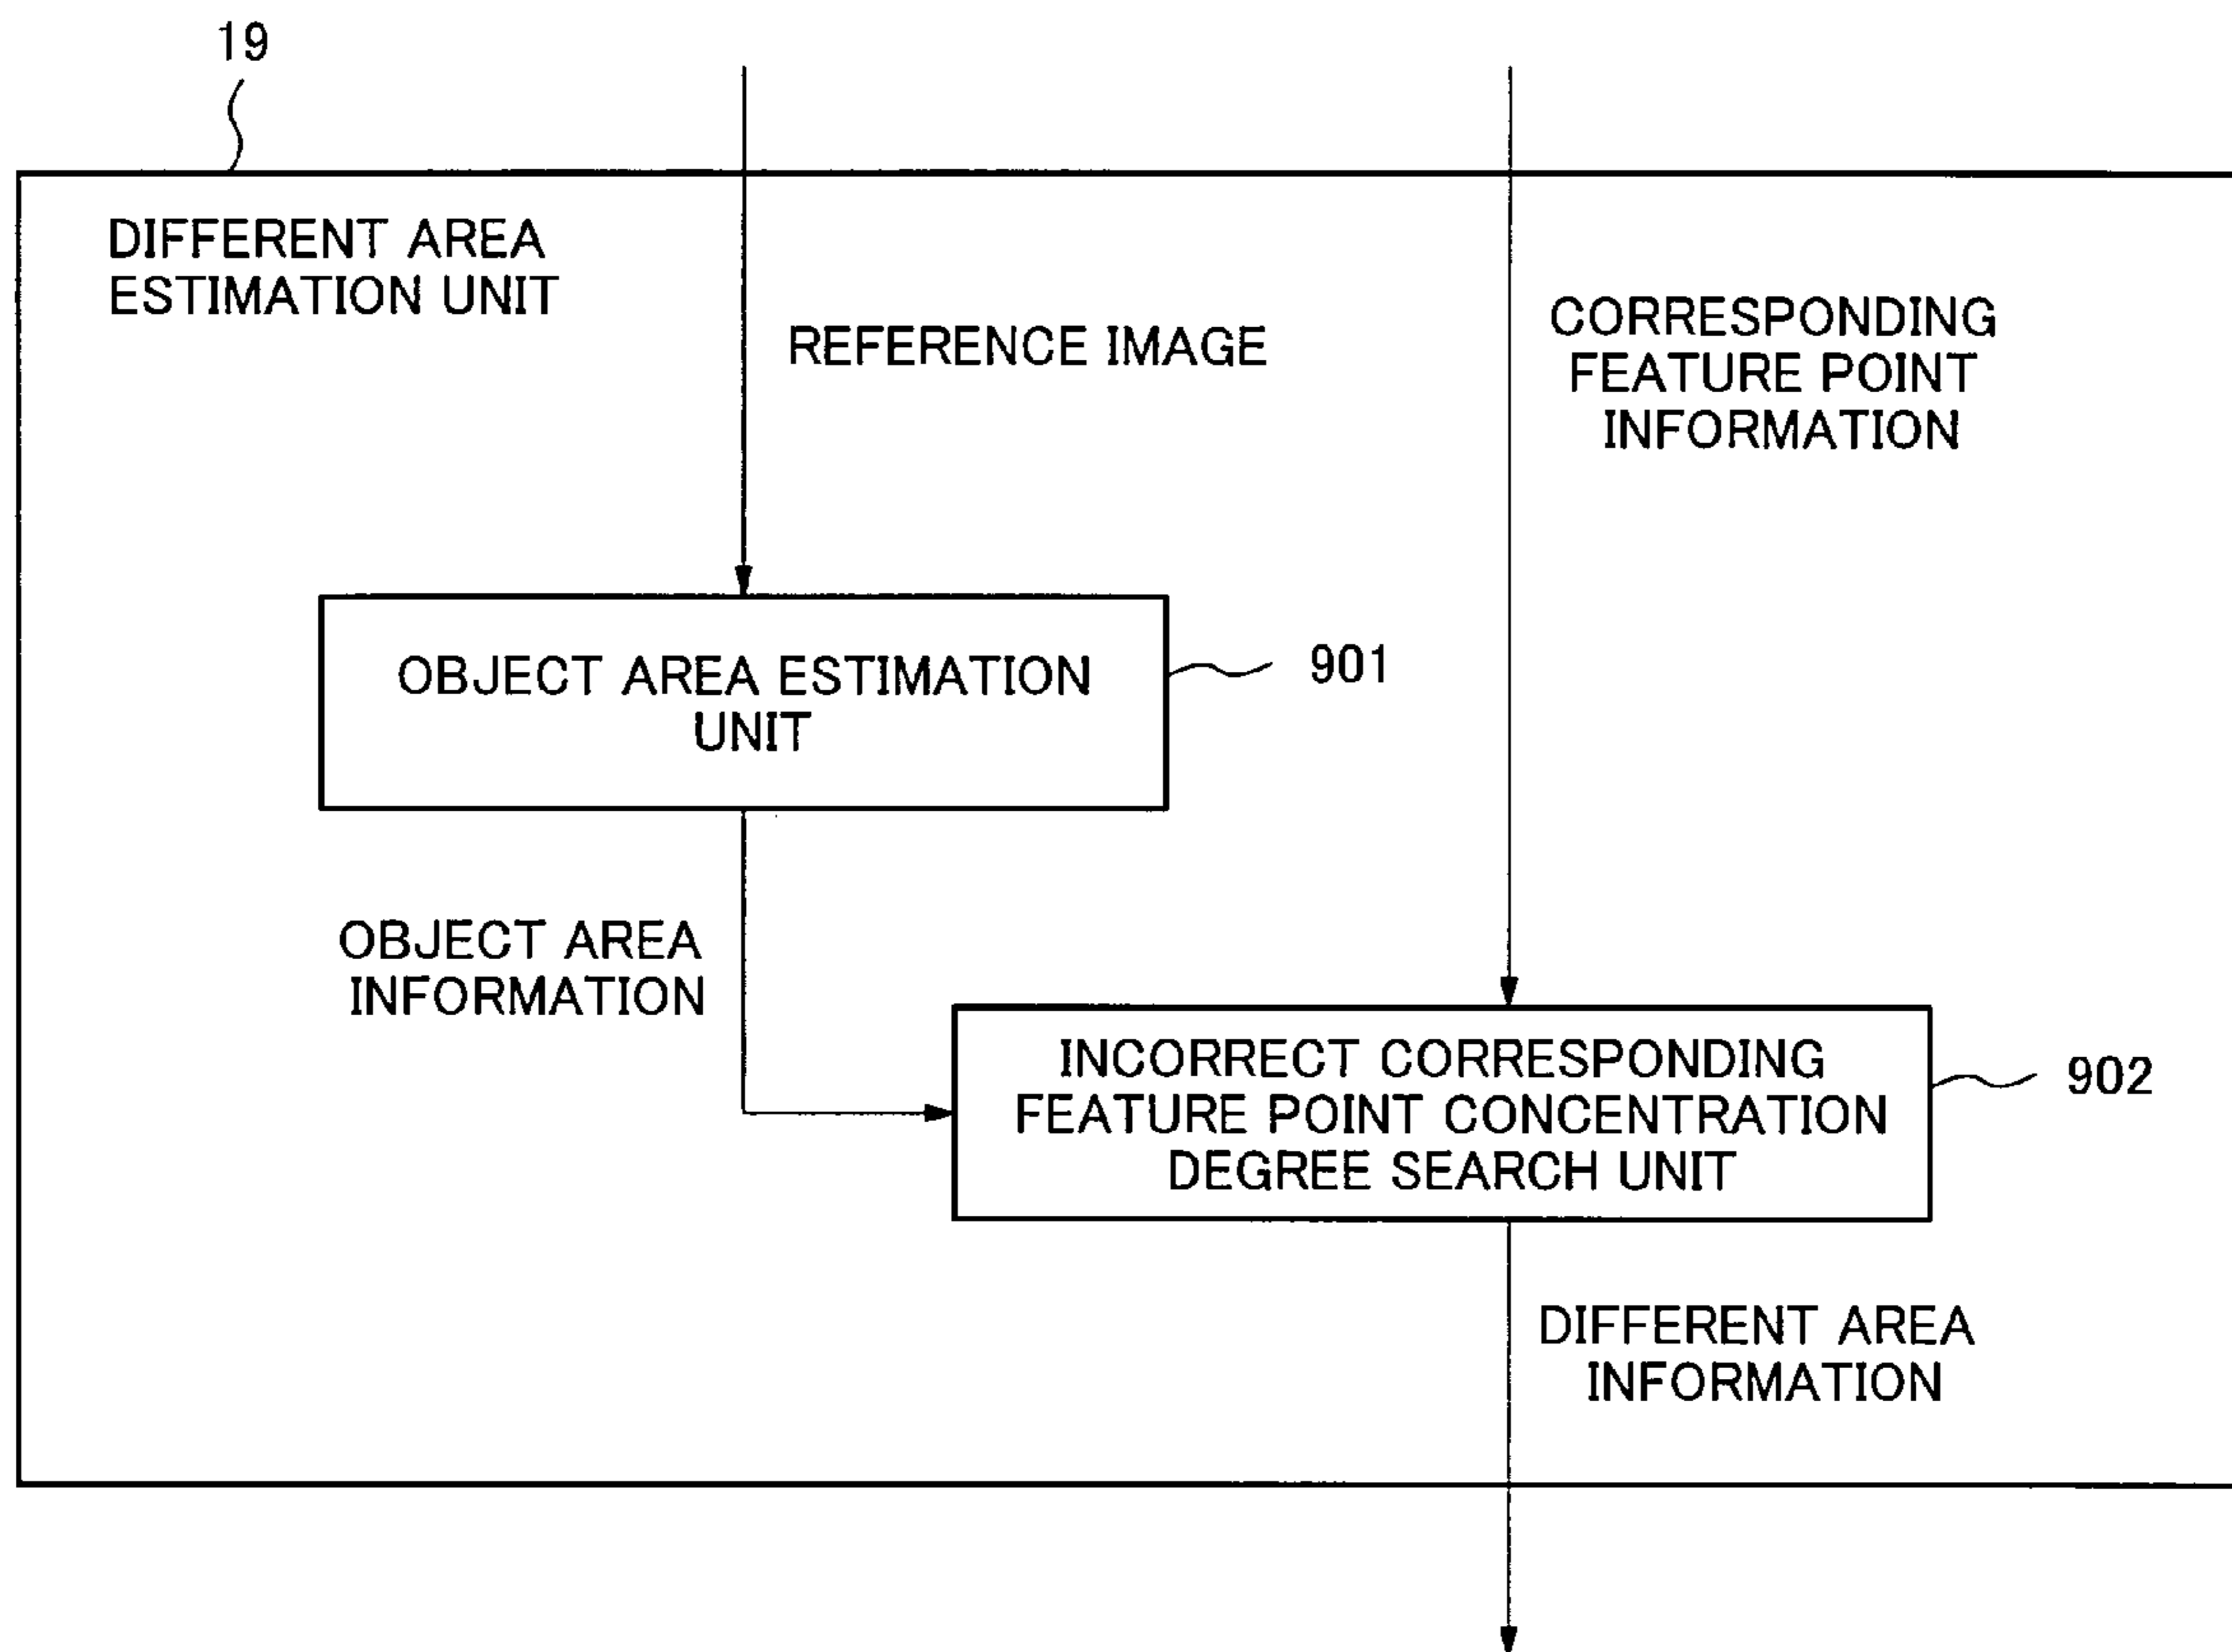 19
DIFFERENT AREA
ESTIMATION UNIT
REFERENCE IMAGE
CORRESPONDING
FEATURE POINT
INFORMATION
OBJECT AREA ESTIMATION
UNIT
901
OBJECT AREA
INFORMATION
INCORRECT CORRESPONDING
FEATURE POINT CONCENTRATION
DEGREE SEARCH UNIT
902
DIFFERENT AREA
INFORMATION